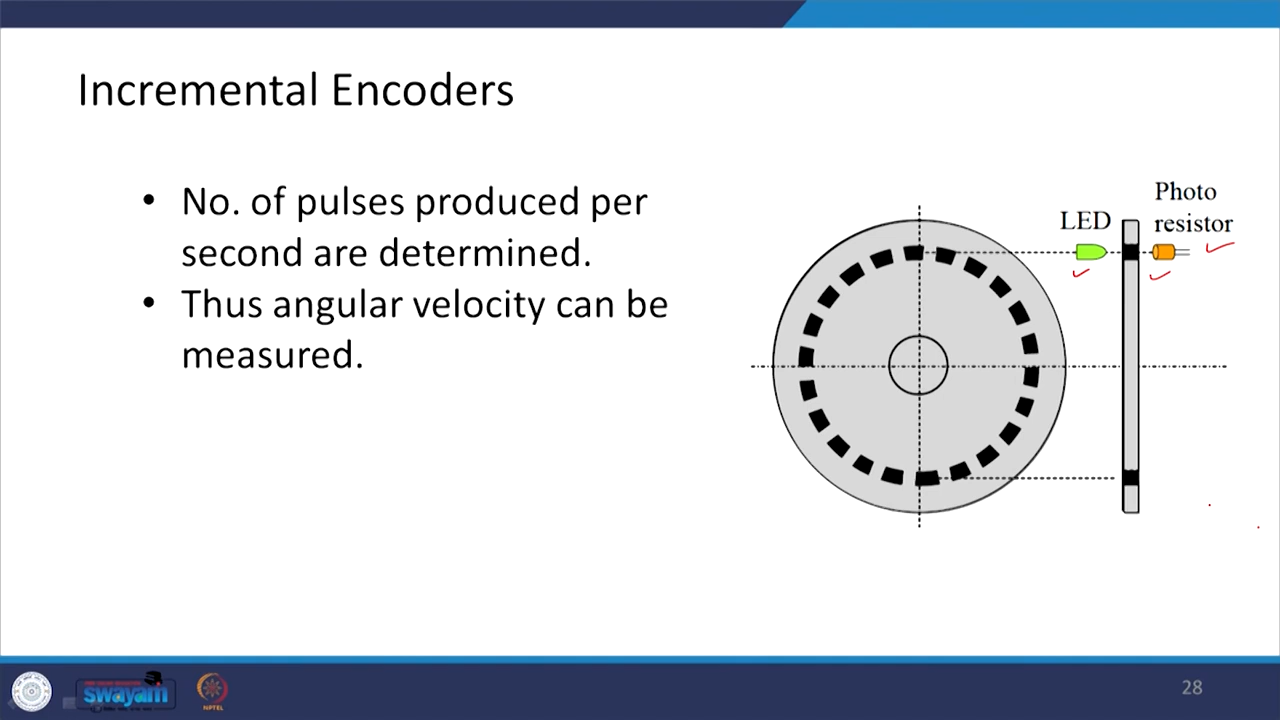 Incremental Encoders
• No. of pulses produced per
second are determined.
• Thus angular velocity can be
measured.
LED
Photo
resistor
swayam
NPTEL
28